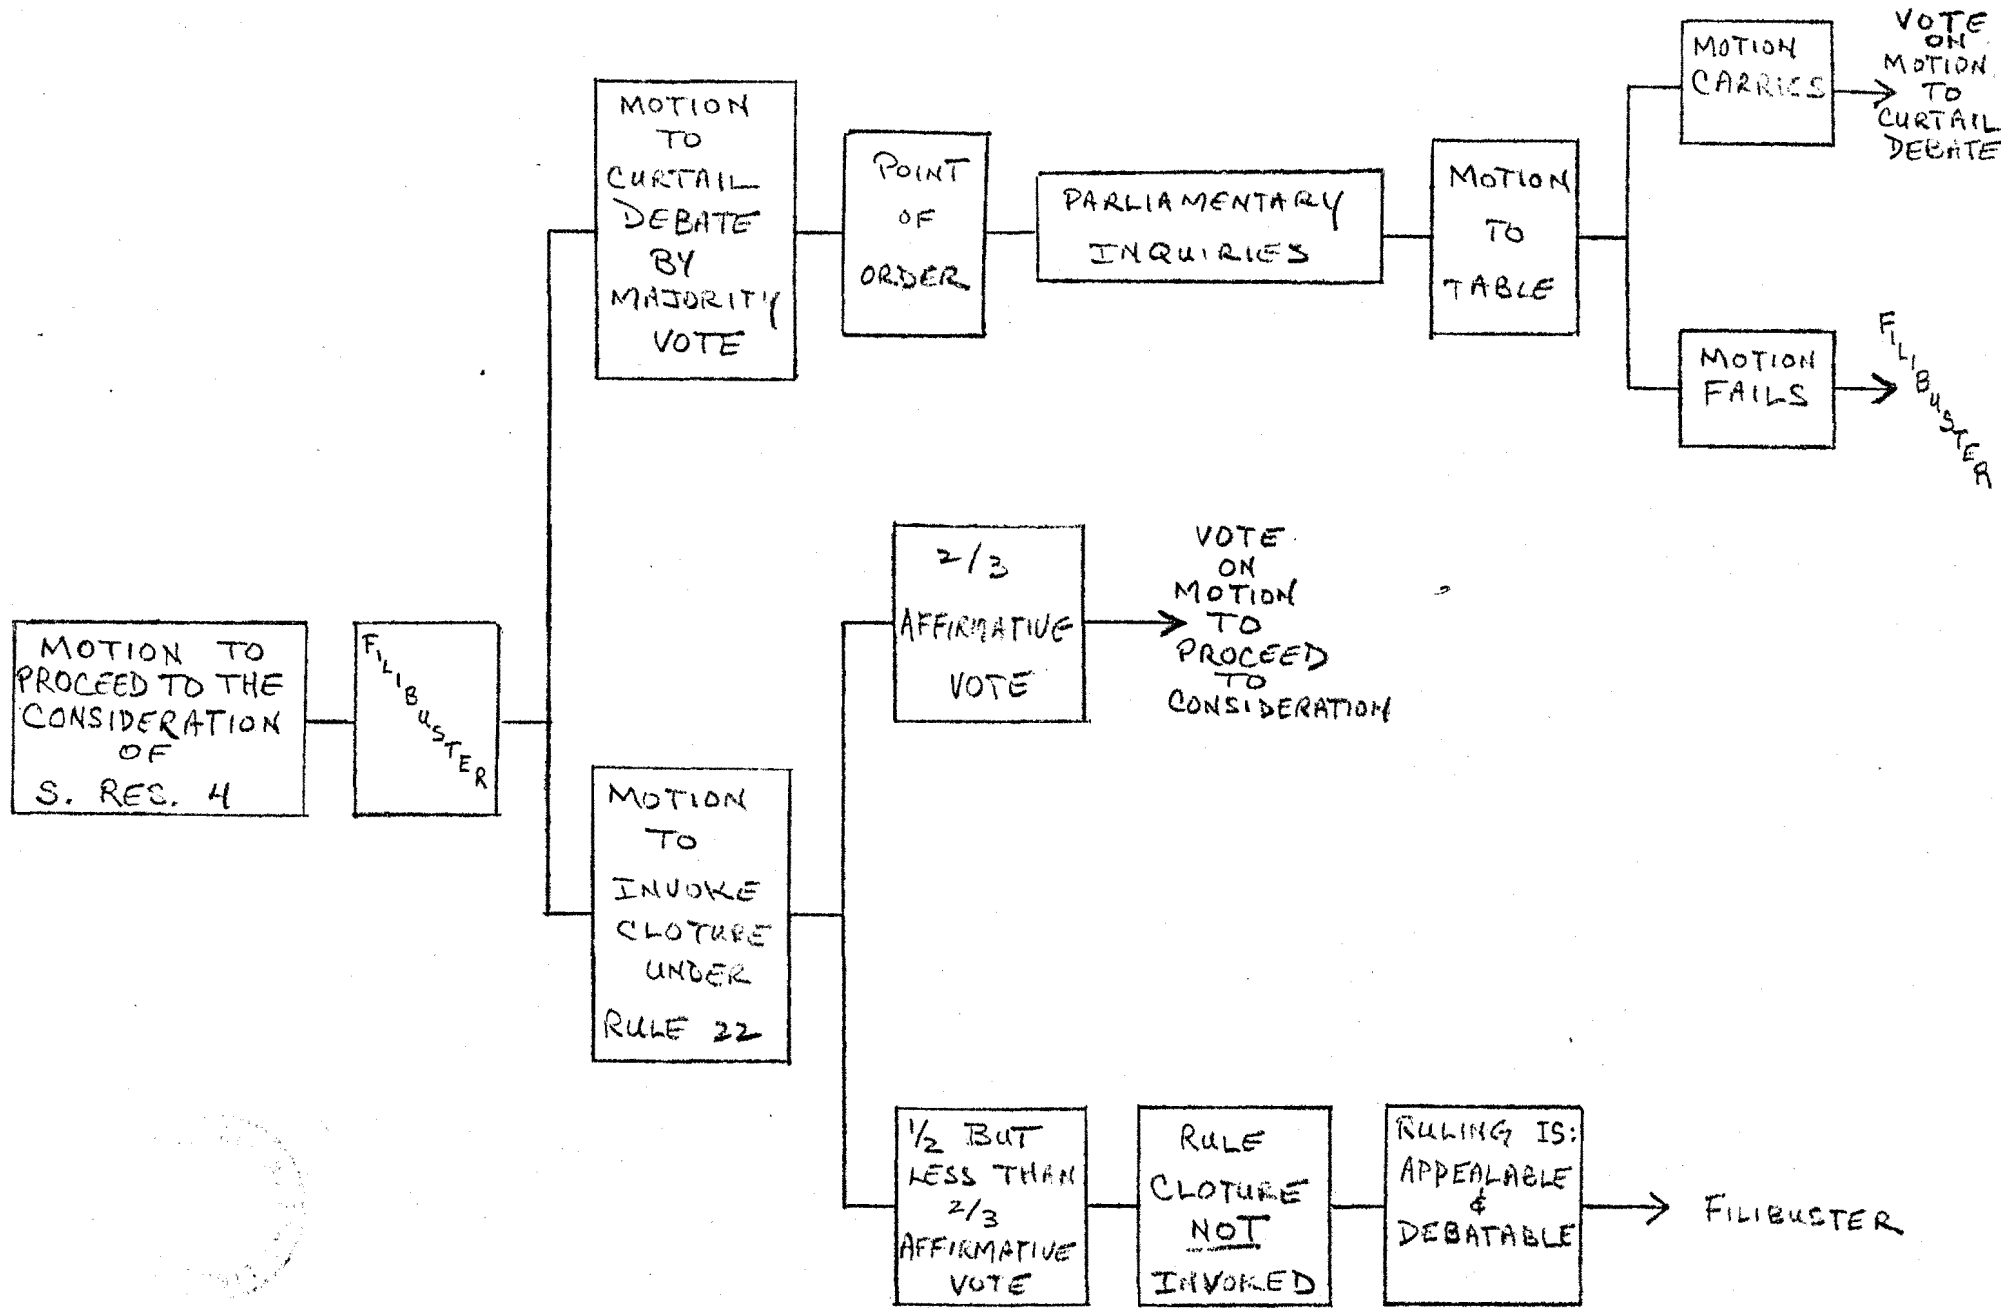 MOTION TO
PROCEED TO THE
CONSIDERATION
OF
S. RES. 4
FILIBUSTER
MOTION
TO
CURTAIL
DEBATE
BY
MAJORITY
VOTE
POINT
OF
ORDER
PARLIAMENTARY
INQUIRIES
MOTION
TO
TABLE
MOTION
CARRIES
VOTE
ON
MOTION
TO
CURTAIL
DEBATE
MOTION
FAILS
FILIBUSTER
MOTION
TO
INVOKE
CLOTURE
UNDER
RULE 22
2/3
AFFIRMATIVE
VOTE
VOTE
ON
MOTION
TO
PROCEED
TO
CONSIDERATION
1/2 BUT
LESS THAN
2/3
AFFIRMATIVE
VOTE
RULE
CLOTURE
NOT
INVOKED
RULING IS:
APPEALABLE
&
DEBATABLE
FILIBUSTER